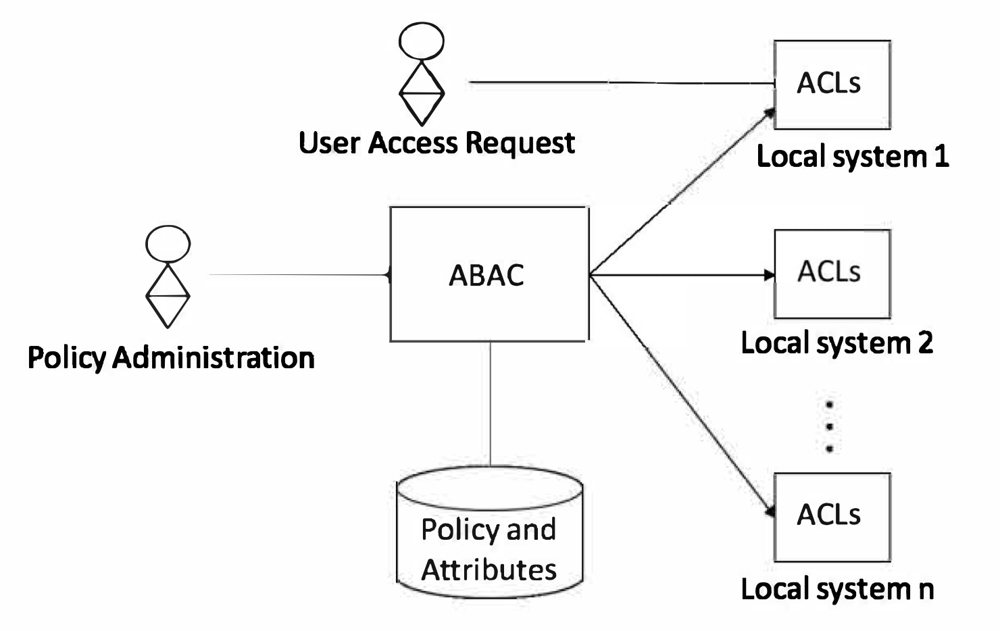 ACLs
User Access Request
Local system 1
ABAC
ACLs
Policy Administration
Local system 2
Policy and
Attributes
ACLs
Local system n